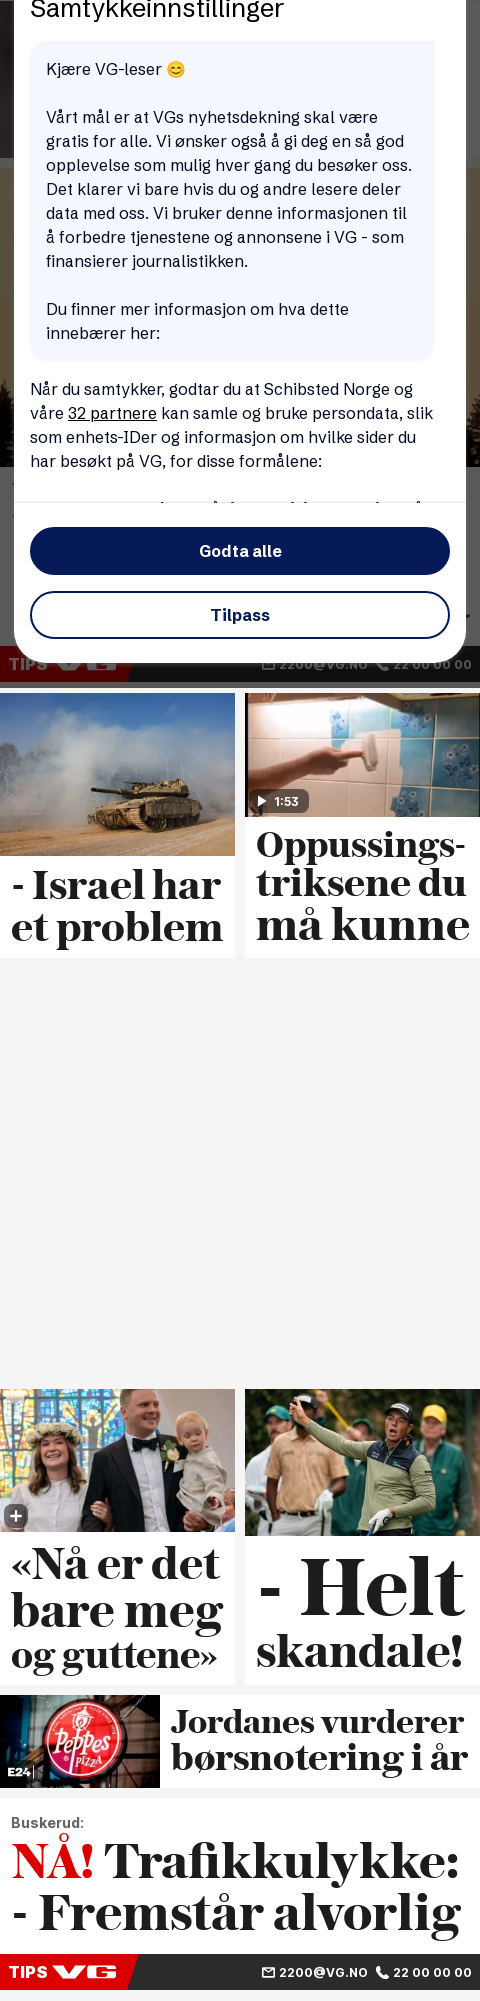 Samtykkeinnstillinger
Kjære VG-leser 😊
Vårt mål er at VGs nyhetsdekning skal være
gratis for alle. Vi ønsker også å gi deg en så god
opplevelse som mulig hver gang du besøker oss.
Det klarer vi bare hvis du og andre lesere deler
data med oss. Vi bruker denne informasjonen til
å forbedre tjenestene og annonsene i VG - som
finansierer journalistikken.
Du finner mer informasjon om hva dette
innebærer her:
Når du samtykker, godtar du at Schibsted Norge og
våre 32 partnere kan samle og bruke persondata, slik
som enhets-IDer og informasjon om hvilke sider du
har besøkt på VG, for disse formålene:
Godta alle
Tilpass
TIPS VG
2200@VG.NO 22 00 00 00
1:53
- Israel har
et problem
Oppussings-
triksene du
må kunne
«Nå er det
bare meg
og guttene»
- Helt
skandale!
Peppes
PIZZA
E24
Jordanes vurderer
børsnotering i år
Buskerud:
NÅ! Trafikkulykke:
- Fremstår alvorlig
TIPS VG
2200@VG.NO 22 00 00 00